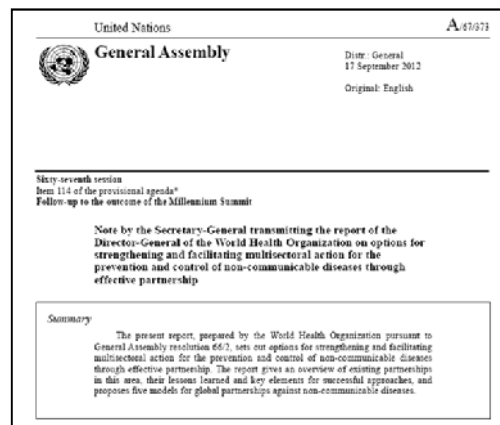 United Nations
A/67/373
General Assembly
Distr.: General
17 September 2012
Original: English
Sixty-seventh session
Item 114 of the provisional agenda*
Follow-up to the outcome of the Millennium Summit
Note by the Secretary-General transmitting the report of the
Director-General of the World Health Organization on options for
strengthening and facilitating multisectoral action for the
prevention and control of non-communicable diseases through
effective partnership
Summary
The present report, prepared by the World Health Organization pursuant to
General Assembly resolution 66/2, sets out options for strengthening and facilitating
multisectoral action for the prevention and control of non-communicable diseases
through effective partnership. The report gives an overview of existing partnerships
in this area, their lessons learned and key elements for successful approaches, and
proposes five models for global partnerships against non-communicable diseases.